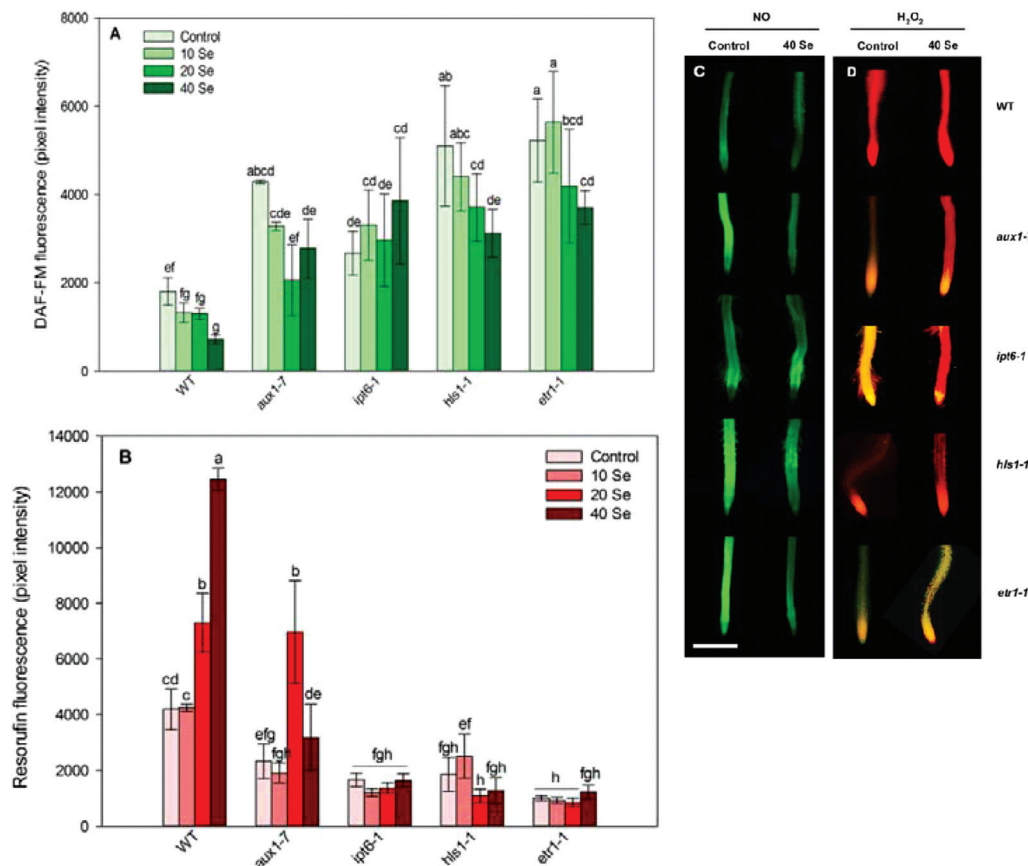 A
Control
10 Se
20 Se
40 Se
DAF-FM fluorescence (pixel intensity)
8000
6000
4000
2000
0
ef
fg
fg
g
abcd
cde
ef
de
de
cd
de
cd
ab
abc
cd
de
a
a
bcd
cd
WT
aux1-7
ipt6-1
hls1-1
etr1-1
B
Control
10 Se
20 Se
40 Se
Resorufin fluorescence (pixel intensity)
14000
12000
10000
8000
6000
4000
2000
0
cd
c
b
a
efg
fgh
b
de
fgh
fgh
ef
h
fgh
h
fgh
WT
aux1-7
ipt6-1
hls1-1
etr1-1
NO
H₂O₂
Control
40 Se
Control
40 Se
C
D
WT
ipt6-1
hls1-1
etr1-1